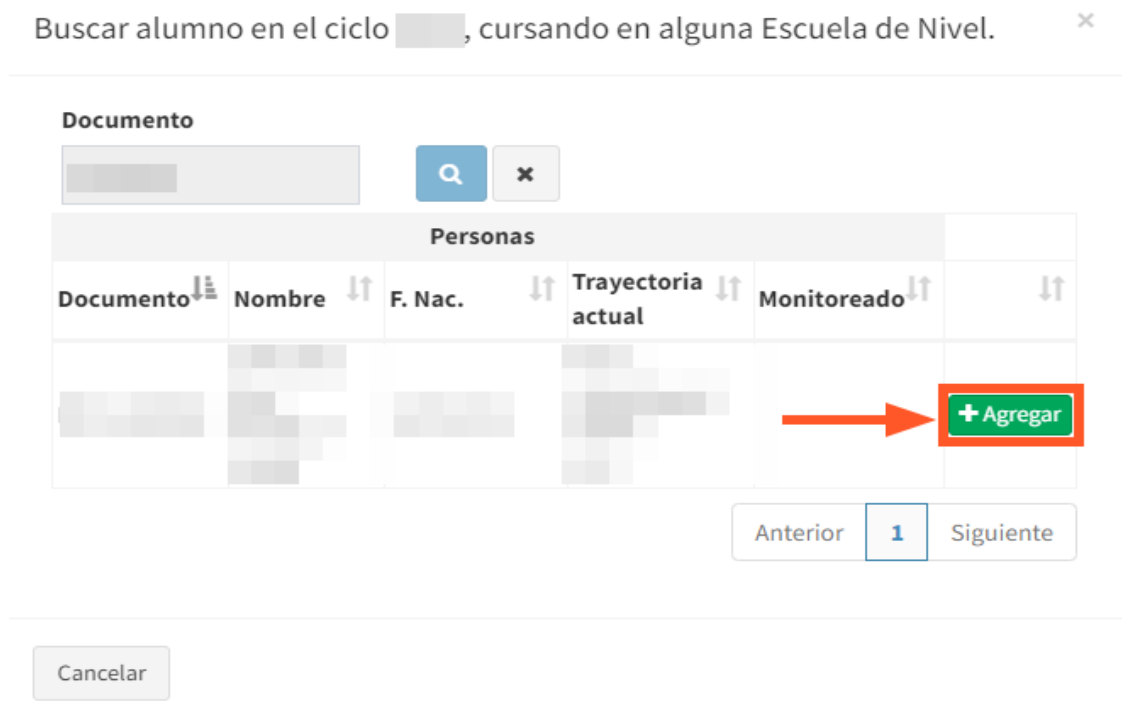 Buscar alumno en el ciclo , cursando en alguna Escuela de Nivel.
Documento
Personas
Documento Nombre F. Nac. Trayectoria actual Monitoreado
Agregar
Anterior 1 Siguiente
Cancelar